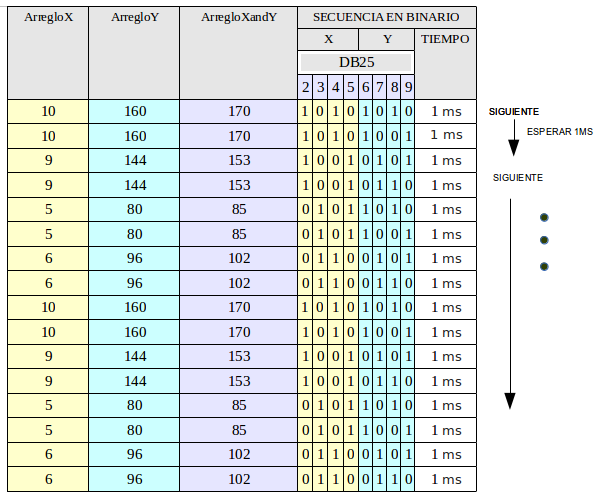 ArregloX ArregloY ArregloXandY SECUENCIA EN BINARIO
X Y TIEMPO
DB25
2 3 4 5 6 7 8 9
10 160 170 1 0 1 0 1 0 1 0 1 ms SIGUIENTE
10 160 170 1 0 1 0 1 0 0 1 1 ms ESPERAR 1MS
9 144 153 1 0 0 1 0 1 0 1 1 ms
9 144 153 1 0 0 1 0 1 1 0 1 ms SIGUIENTE
5 80 85 0 1 0 1 1 0 1 0 1 ms
5 80 85 0 1 0 1 1 0 0 1 1 ms
6 96 102 0 1 1 0 0 1 0 1 1 ms
6 96 102 0 1 1 0 0 1 1 0 1 ms
10 160 170 1 0 1 0 1 0 1 0 1 ms
10 160 170 1 0 1 0 1 0 0 1 1 ms
9 144 153 1 0 0 1 0 1 0 1 1 ms
9 144 153 1 0 0 1 0 1 1 0 1 ms
5 80 85 0 1 0 1 1 0 1 0 1 ms
5 80 85 0 1 0 1 1 0 0 1 1 ms
6 96 102 0 1 1 0 0 1 0 1 1 ms
6 96 102 0 1 1 0 0 1 1 0 1 ms